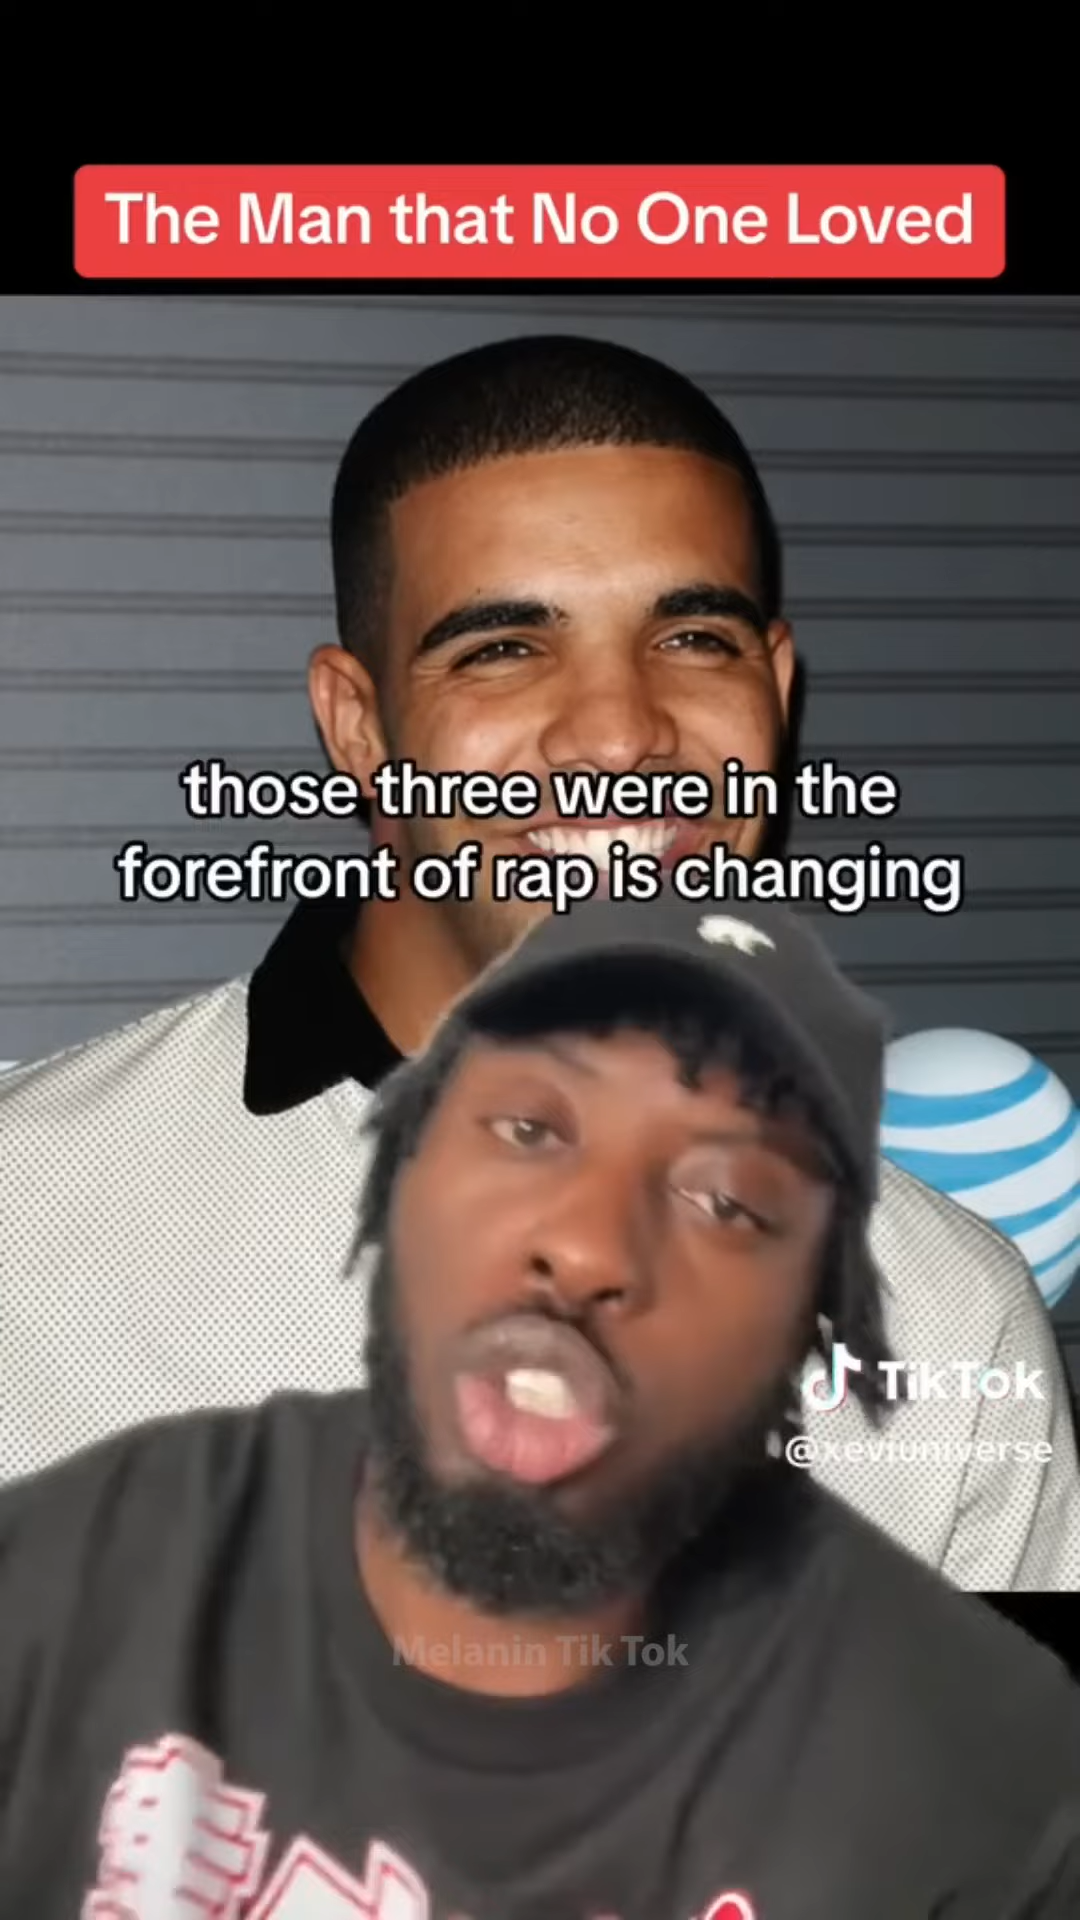 The Man that No One Loved
those three were in the
forefront of rap is changing
TikTok
@xevluniverse
Melanin Tik Tok